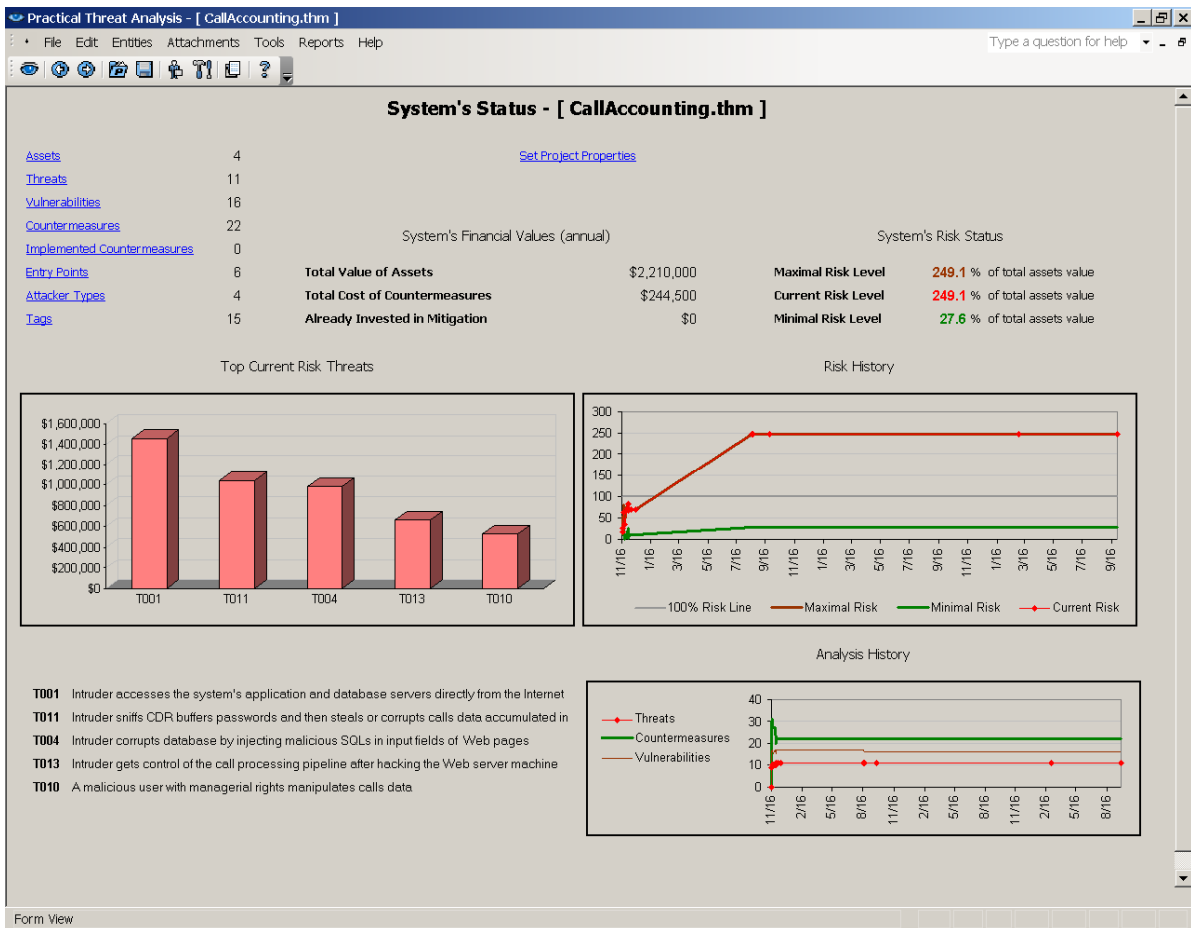 Practical Threat Analysis - [ CallAccounting.thm ]
File Edit Entities Attachments Tools Reports Help
Type a question for help
System's Status - [ CallAccounting.thm ]
Assets 4
Set Project Properties
Threats 11
Vulnerabilities 16
Countermeasures 22
Implemented Countermeasures 0
Entry Points 6
Attacker Types 4
Tags 15
System's Financial Values (annual)
Total Value of Assets $2,210,000
Total Cost of Countermeasures $244,500
Already Invested in Mitigation $0
System's Risk Status
Maximal Risk Level 249.1 % of total assets value
Current Risk Level 249.1 % of total assets value
Minimal Risk Level 27.6 % of total assets value
Top Current Risk Threats
$1,600,000
$1,400,000
$1,200,000
$1,000,000
$800,000
$600,000
$400,000
$200,000
$0
T001 T011 T004 T013 T010
Risk History
300
250
200
150
100
50
0
11/16 1/16 3/16 5/16 7/16 9/16 11/16 1/16 3/16 5/16 7/16 9/16 11/16 1/16 3/16 5/16 7/16 9/16
100% Risk Line Maximal Risk Minimal Risk Current Risk
T001 Intruder accesses the system's application and database servers directly from the Internet
T011 Intruder sniffs CDR buffers passwords and then steals or corrupts calls data accumulated in
T004 Intruder corrupts database by injecting malicious SQLs in input fields of Web pages
T013 Intruder gets control of the call processing pipeline after hacking the Web server machine
T010 A malicious user with managerial rights manipulates calls data
Analysis History
Threats
Countermeasures
Vulnerabilities
40
30
20
10
0
11/16 2/16 5/16 8/16 11/16 2/16 5/16 8/16 11/16 2/16 5/16 8/16
Form View